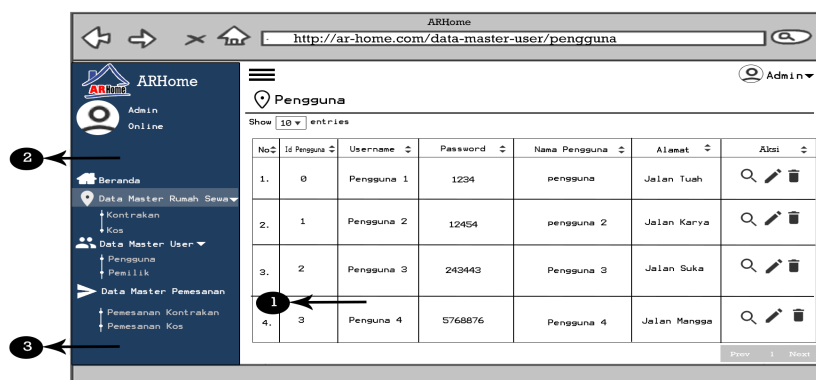 ARHome
http://ar-home.com/data-master-user/pengguna
ARHome
ARHome
Admin
Online
Admin
Pengguna
Show 10 entries
No Id Pengguna Username Password Nama Pengguna Alamat Aksi
1. 0 Pengguna 1 1234 pengguna Jalan Tuah
2. 1 Pengguna 2 12454 pengguna 2 Jalan Karya
3. 2 Pengguna 3 243443 Pengguna 3 Jalan Suka
4. 3 Penguna 4 5768876 Pengguna 4 Jalan Mangga
Prev 1 Next
Beranda
Data Master Rumah Sewa
Kontrakan
Kos
Data Master User
Pengguna
Pemilik
Data Master Pemesanan
Pemesanan Kontrakan
Pemesanan Kos
2
1
3